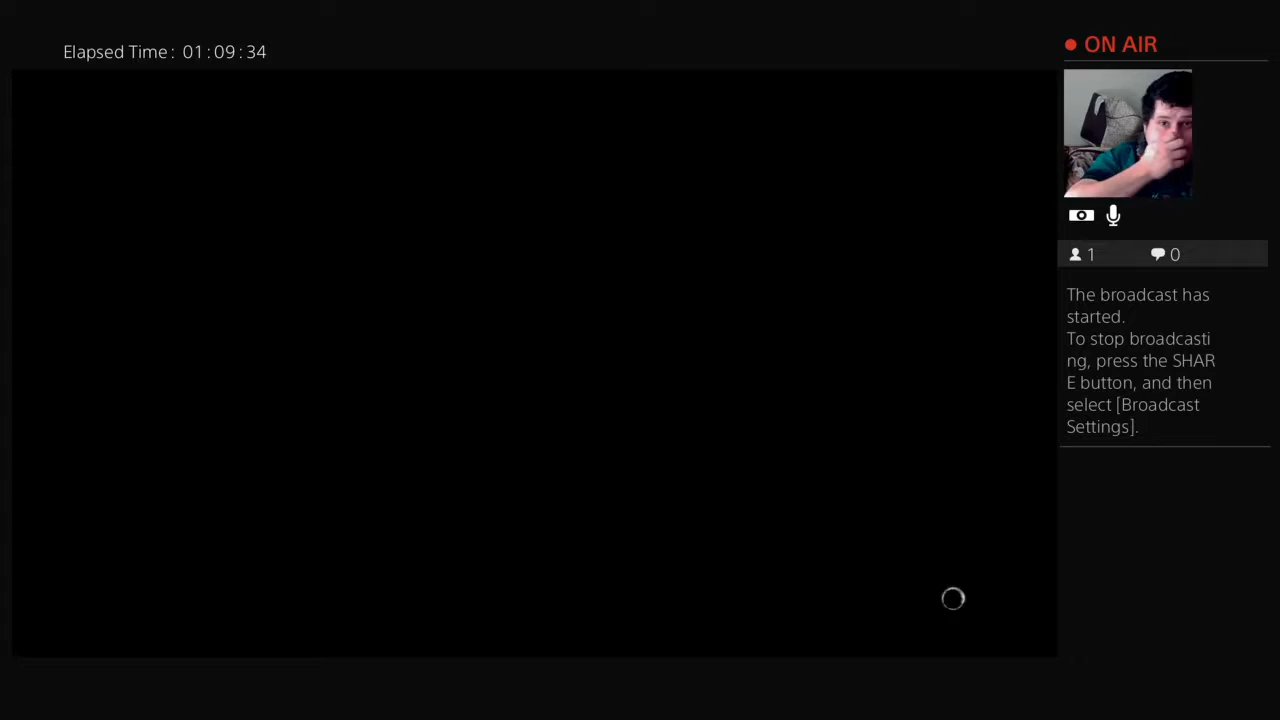 Elapsed Time: 01:09:34
ON AIR
1 0
The broadcast has
started.
To stop broadcasti
ng, press the SHAR
E button, and then
select [Broadcast
Settings].